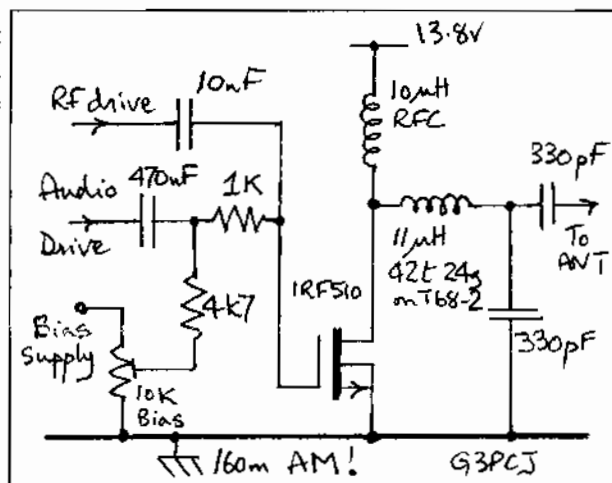 13.8v
10nF
Rf drive
10μH
RFC
330pF
470nF
1K
Audio
Drive
To
ANT
11μH
42t 24g
on T68-2
4k7
IRF510
Bias
Supply
330pF
10K
Bias
160m AM!
G3PCJ